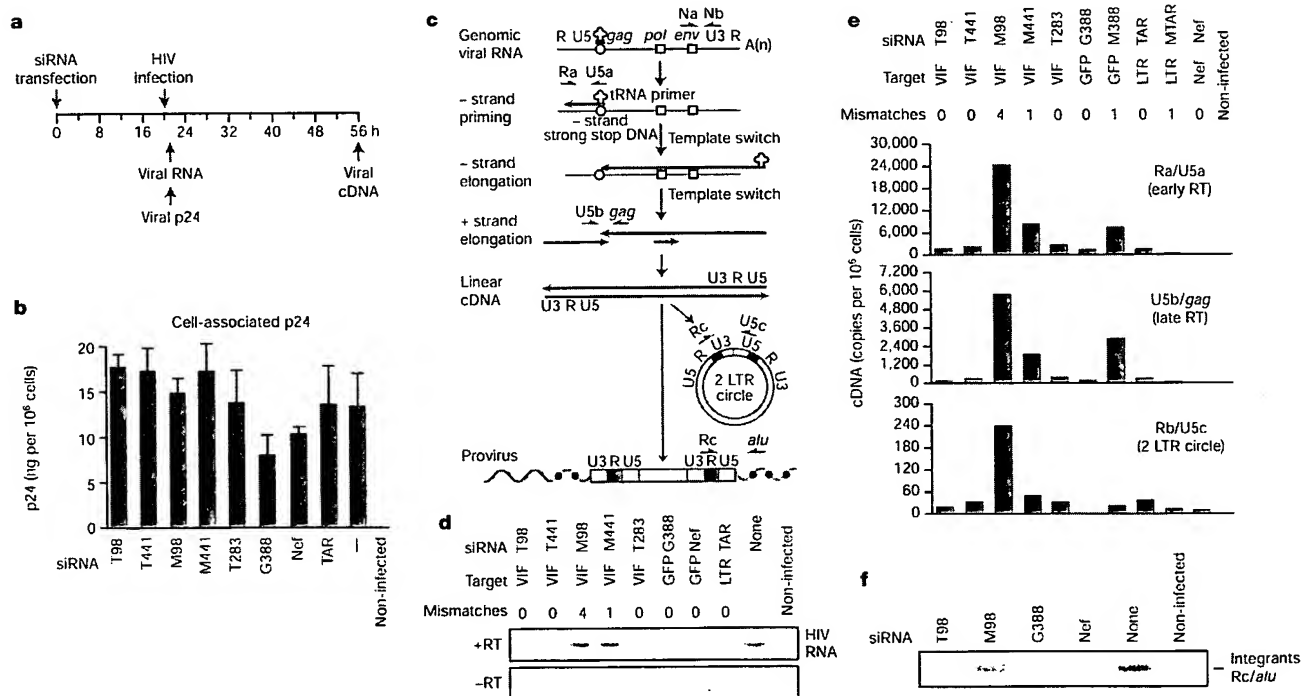 a
siRNA transfection
HIV infection
0 8 16 24 32 40 48 56 h
Viral RNA
Viral p24
Viral cDNA
b
Cell-associated p24
p24 (ng per 10⁶ cells)
20
15
10
5
0
siRNA T98 T441 M98 M441 T283 G388 Nef TAR – Non-infected
c
Na Nb
Genomic viral RNA
R U5 gag pol env U3 R A(n)
Ra U5a
– strand priming
tRNA primer
– strand strong stop DNA
Template switch
– strand elongation
Template switch
U5b gag
+ strand elongation
Linear cDNA
U3 R U5
U3 R U5
Rc U5c
U5 R U3 U5 R U3
2 LTR circle
Rc alu
Provirus
U3 R U5 U3 R U5
d
siRNA T98 T441 M98 M441 T283 G388 Nef TAR None Non-infected
Target VIF VIF VIF VIF VIF GFP GFP LTR
Mismatches 0 0 4 1 0 0 0 0
+RT
HIV RNA
–RT
e
siRNA T98 T441 M98 M441 T283 G388 M388 TAR MTAR Nef Non-infected
Target VIF VIF VIF VIF VIF GFP GFP LTR LTR Nef
Mismatches 0 0 4 1 0 0 1 0 1 0
cDNA (copies per 10⁶ cells)
30,000
24,000
18,000
12,000
6,000
0
Ra/U5a (early RT)
7,200
6,000
4,800
3,600
2,400
1,200
0
U5b/gag (late RT)
300
240
180
120
60
0
Rb/U5c (2 LTR circle)
f
siRNA T98 M98 G388 Nef None Non-infected
Integrants Rc/alu